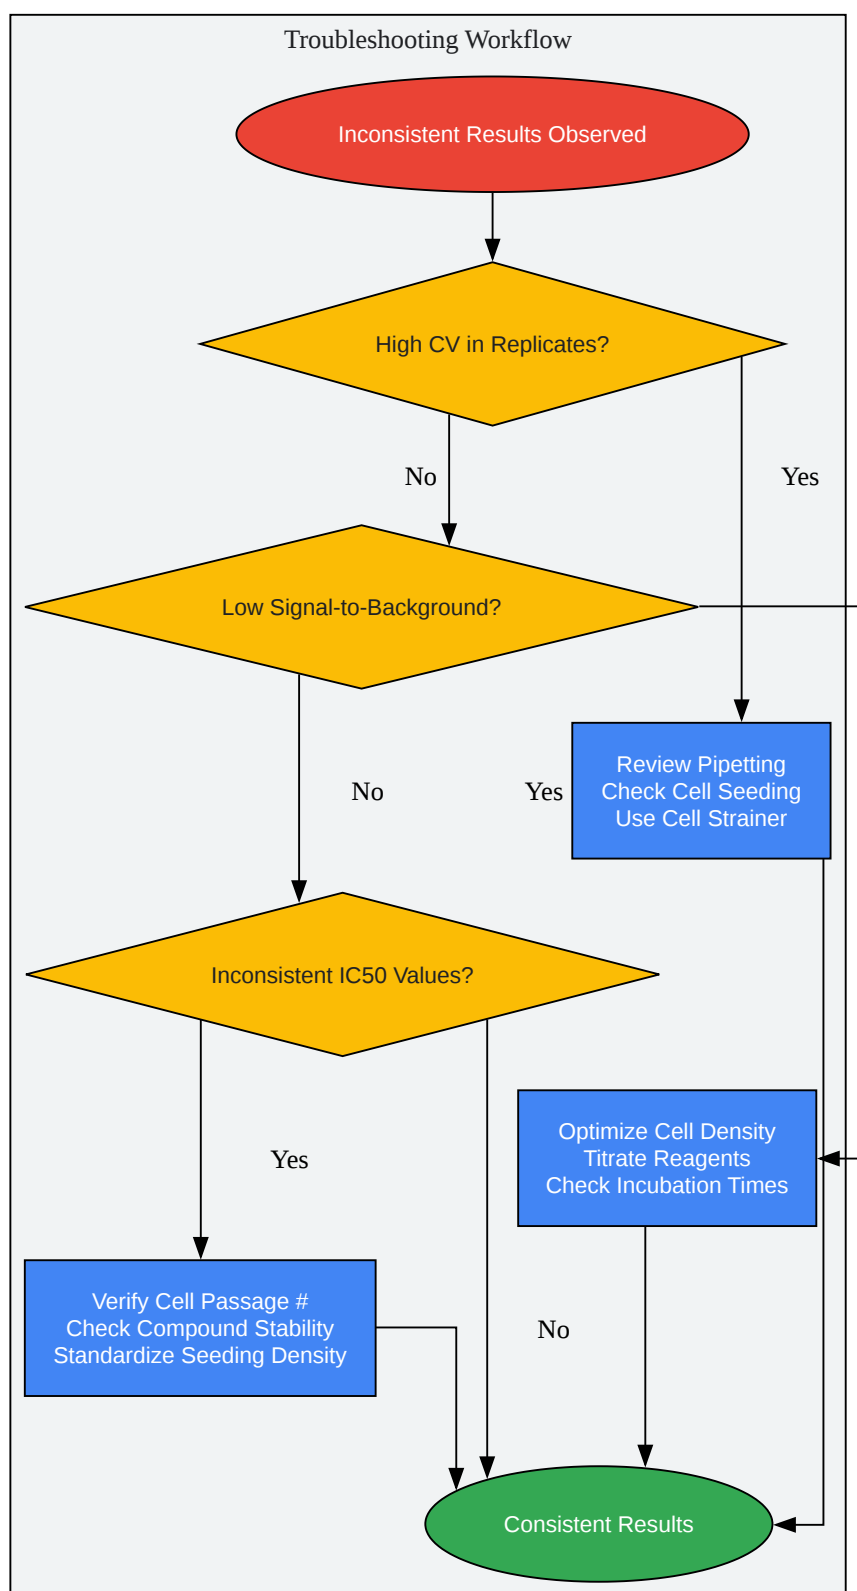 Troubleshooting Workflow
Inconsistent Results Observed
High CV in Replicates?
No
Yes
Low Signal-to-Background?
No
Yes
Review Pipetting
Check Cell Seeding
Use Cell Strainer
Inconsistent IC50 Values?
Optimize Cell Density
Titrate Reagents
Check Incubation Times
Yes
Verify Cell Passage #
Check Compound Stability
Standardize Seeding Density
No
Consistent Results